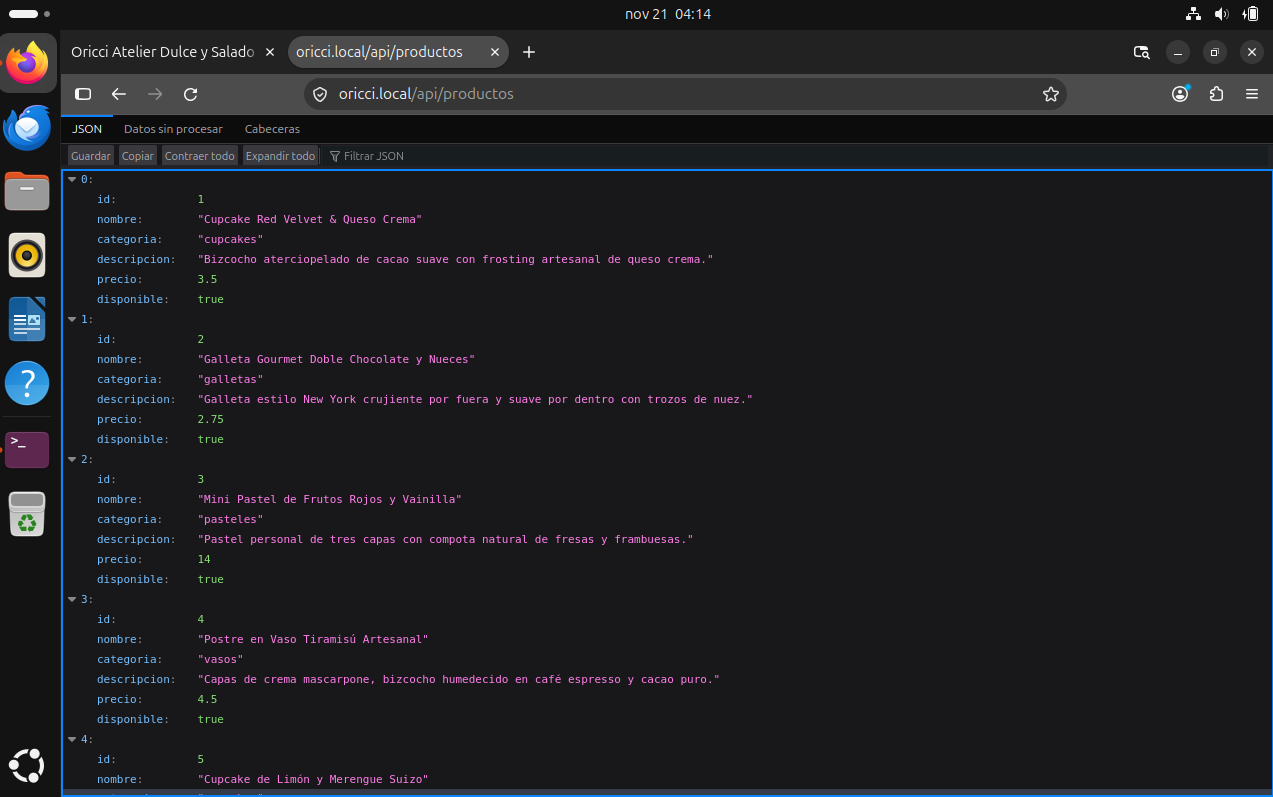 nov 21 04:14
Oricci Atelier Dulce y Salado
oricci.local/api/productos
oricci.local/api/productos
JSON Datos sin procesar Cabeceras
Guardar Copiar Contraer todo Expandir todo Filtrar JSON
0:
id: 1
nombre: "Cupcake Red Velvet & Queso Crema"
categoria: "cupcakes"
descripcion: "Bizcocho aterciopelado de cacao suave con frosting artesanal de queso crema."
precio: 3.5
disponible: true
1:
id: 2
nombre: "Galleta Gourmet Doble Chocolate y Nueces"
categoria: "galletas"
descripcion: "Galleta estilo New York crujiente por fuera y suave por dentro con trozos de nuez."
precio: 2.75
disponible: true
2:
id: 3
nombre: "Mini Pastel de Frutos Rojos y Vainilla"
categoria: "pasteles"
descripcion: "Pastel personal de tres capas con compota natural de fresas y frambuesas."
precio: 14
disponible: true
3:
id: 4
nombre: "Postre en Vaso Tiramisú Artesanal"
categoria: "vasos"
descripcion: "Capas de crema mascarpone, bizcocho humedecido en café espresso y cacao puro."
precio: 4.5
disponible: true
4:
id: 5
nombre: "Cupcake de Limón y Merengue Suizo"